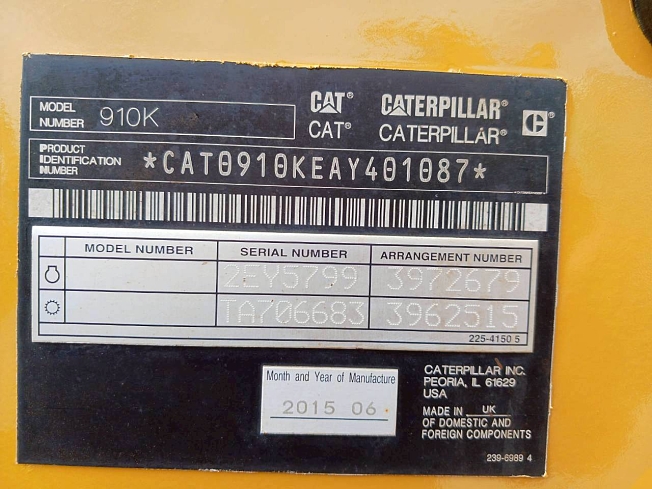 MODEL NUMBER 910K
CAT® CATERPILLAR® C
CAT® CATERPILLAR®
PRODUCT IDENTIFICATION NUMBER *CAT0910KEAY401087*
MODEL NUMBER SERIAL NUMBER ARRANGEMENT NUMBER
2EY5799 3972679
TA706683 3962515
225-4150 5
Month and Year of Manufacture
2015 06
CATERPILLAR INC.
PEORIA, IL 61629
USA
MADE IN UK
OF DOMESTIC AND
FOREIGN COMPONENTS
239-6989 4